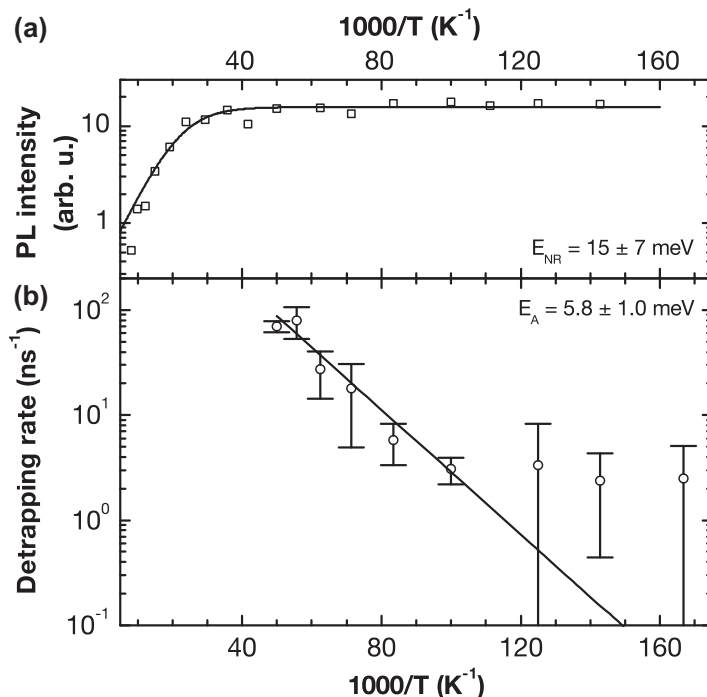 (a)
1000/T (K⁻¹)
40 80 120 160
PL intensity
(arb. u.)
10
1
E_NR = 15 ± 7 meV
(b)
E_A = 5.8 ± 1.0 meV
Detrapping rate (ns⁻¹)
10²
10¹
10⁰
10⁻¹
40 80 120 160
1000/T (K⁻¹)